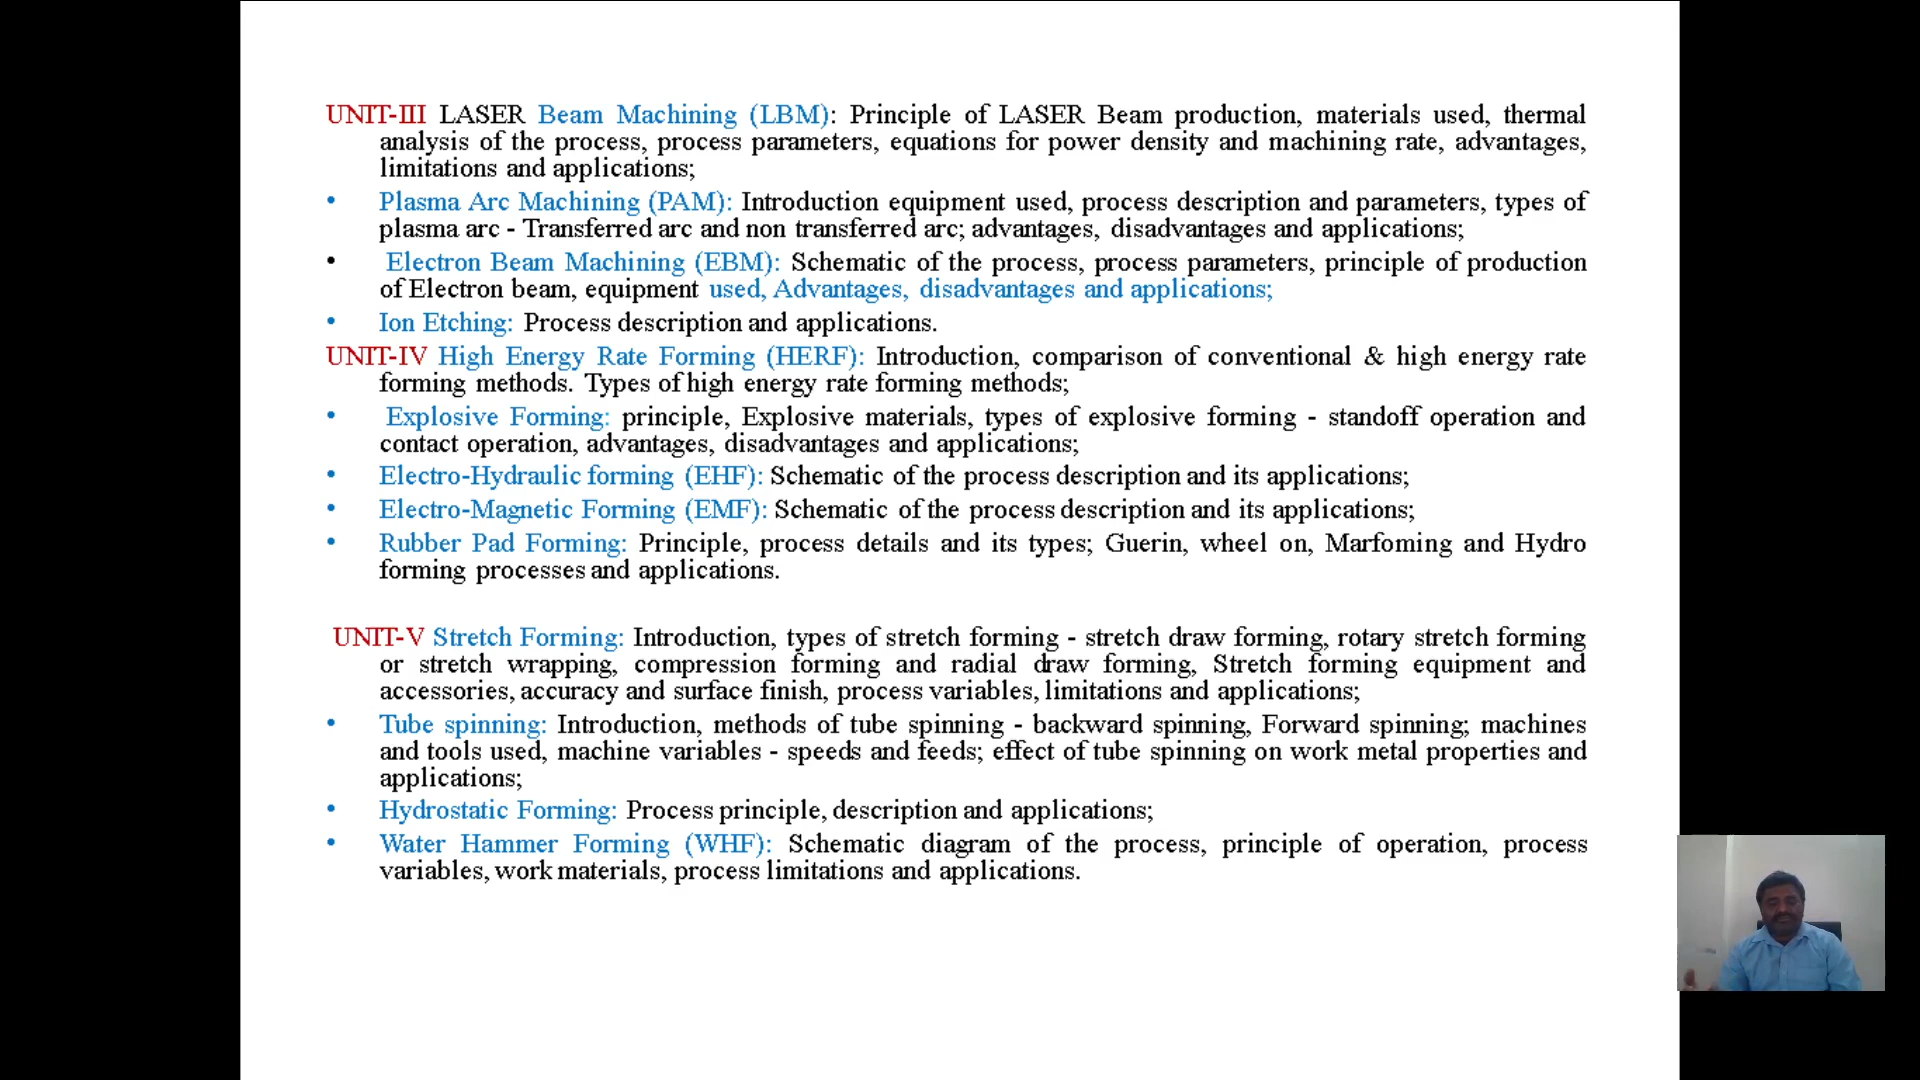 UNIT-III LASER Beam Machining (LBM): Principle of LASER Beam production, materials used, thermal
analysis of the process, process parameters, equations for power density and machining rate, advantages,
limitations and applications;
• Plasma Arc Machining (PAM): Introduction equipment used, process description and parameters, types of
plasma arc - Transferred arc and non transferred arc; advantages, disadvantages and applications;
• Electron Beam Machining (EBM): Schematic of the process, process parameters, principle of production
of Electron beam, equipment used, Advantages, disadvantages and applications;
• Ion Etching: Process description and applications.
UNIT-IV High Energy Rate Forming (HERF): Introduction, comparison of conventional & high energy rate
forming methods. Types of high energy rate forming methods;
• Explosive Forming: principle, Explosive materials, types of explosive forming - standoff operation and
contact operation, advantages, disadvantages and applications;
• Electro-Hydraulic forming (EHF): Schematic of the process description and its applications;
• Electro-Magnetic Forming (EMF): Schematic of the process description and its applications;
• Rubber Pad Forming: Principle, process details and its types; Guerin, wheel on, Marfoming and Hydro
forming processes and applications.
UNIT-V Stretch Forming: Introduction, types of stretch forming - stretch draw forming, rotary stretch forming
or stretch wrapping, compression forming and radial draw forming, Stretch forming equipment and
accessories, accuracy and surface finish, process variables, limitations and applications;
• Tube spinning: Introduction, methods of tube spinning - backward spinning, Forward spinning; machines
and tools used, machine variables - speeds and feeds; effect of tube spinning on work metal properties and
applications;
• Hydrostatic Forming: Process principle, description and applications;
• Water Hammer Forming (WHF): Schematic diagram of the process, principle of operation, process
variables, work materials, process limitations and applications.